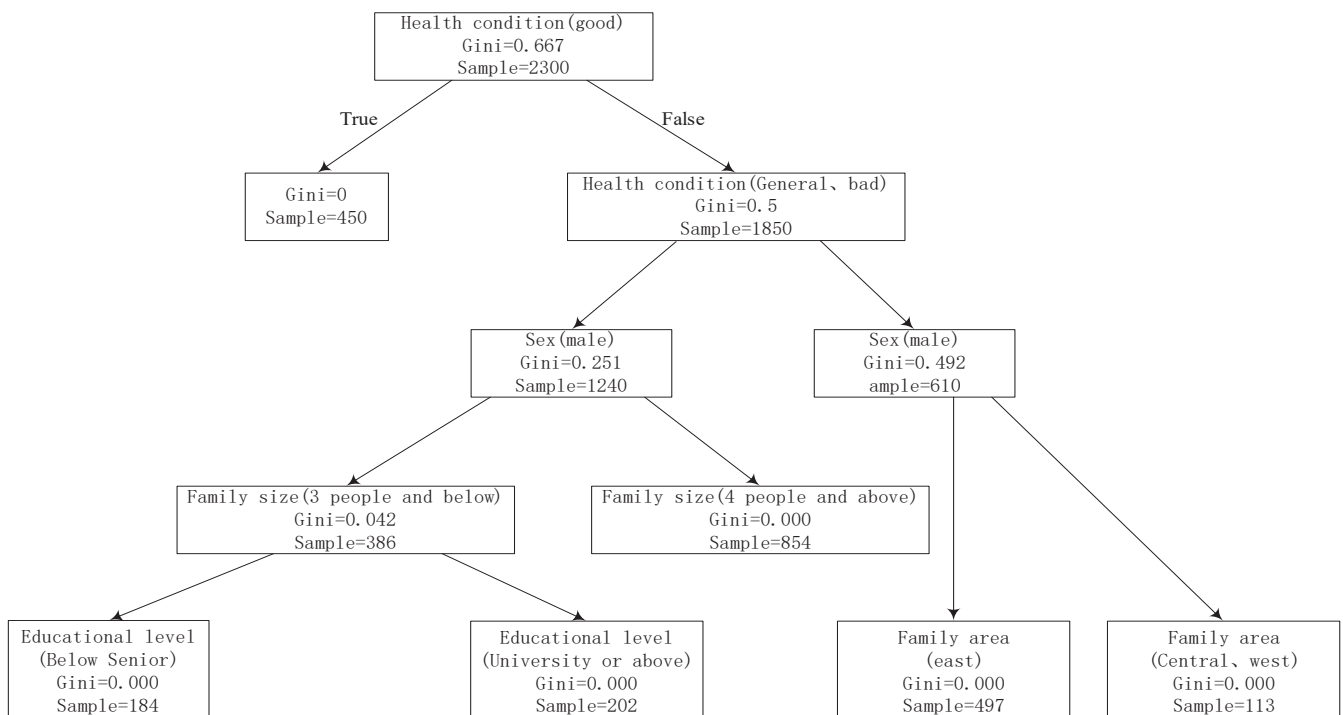 Health condition(good)
Gini=0.667
Sample=2300
True
False
Gini=0
Sample=450
Health condition(General、bad)
Gini=0.5
Sample=1850
Sex(male)
Gini=0.251
Sample=1240
Sex(male)
Gini=0.492
ample=610
Family size(3 people and below)
Gini=0.042
Sample=386
Family size(4 people and above)
Gini=0.000
Sample=854
Educational level
(Below Senior)
Gini=0.000
Sample=184
Educational level
(University or above)
Gini=0.000
Sample=202
Family area
(east)
Gini=0.000
Sample=497
Family area
(Central、west)
Gini=0.000
Sample=113